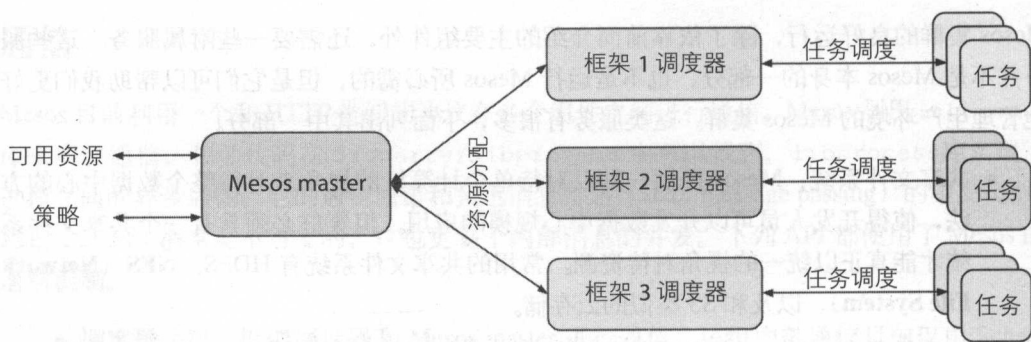 可用资源
策略
Mesos master
资源分配
框架 1 调度器
任务调度
任务
框架 2 调度器
任务调度
任务
框架 3 调度器
任务调度
任务